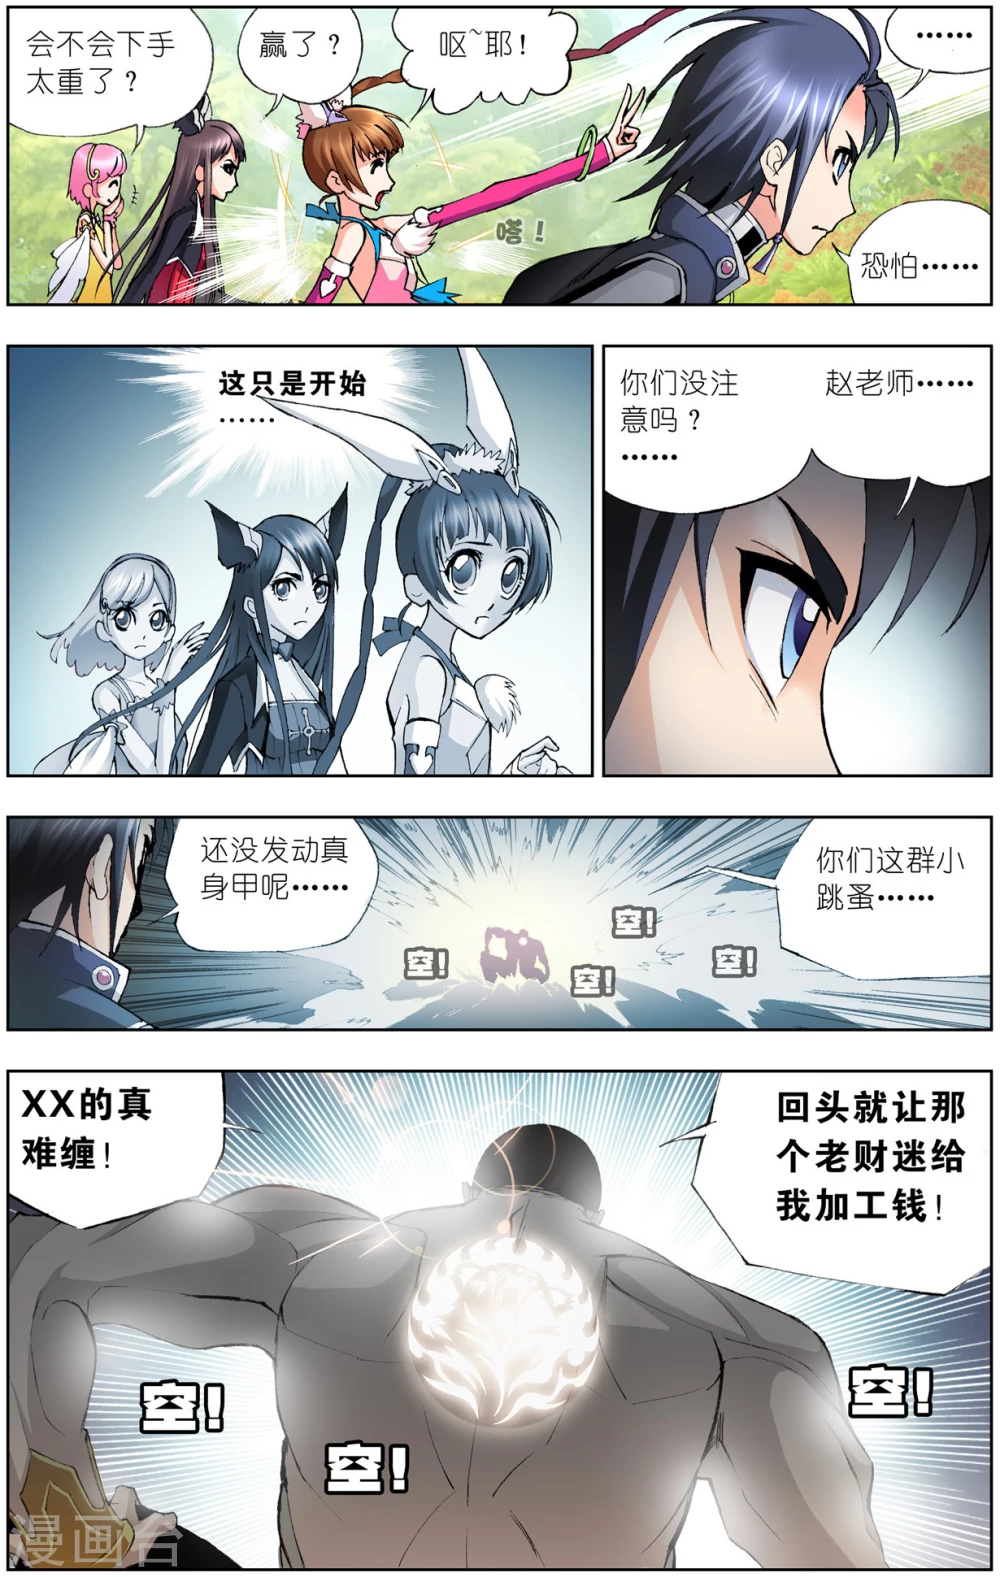 会不会下手
太重了？
赢了？
呕~耶！
……
嗒！
恐怕……
这只是开始
……
你们没注
意吗？
……
赵老师……
还没发动真
身甲呢……
你们这群小
跳蚤……
空!
空!
空!
空!
XX的真
难缠！
回头就让那
个老财迷给
我加工钱！
空!
空!
空!
漫画台